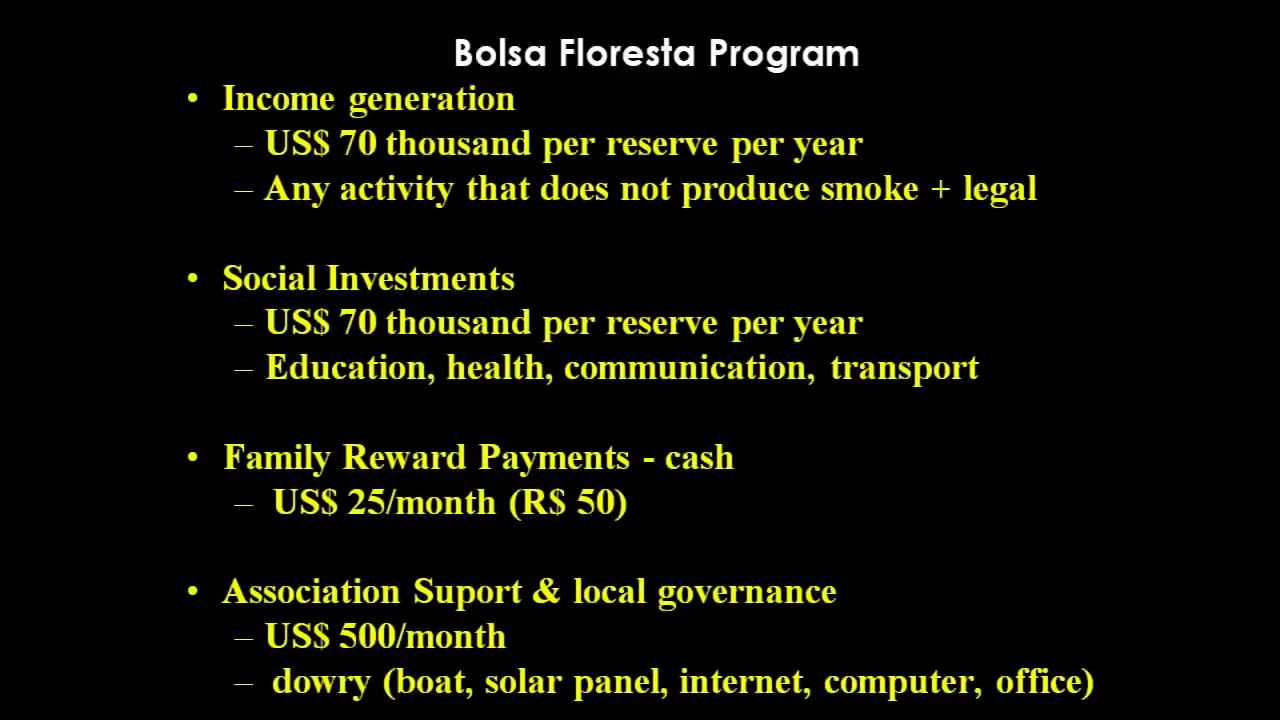 Bolsa Floresta Program
• Income generation
– US$ 70 thousand per reserve per year
– Any activity that does not produce smoke + legal
• Social Investments
– US$ 70 thousand per reserve per year
– Education, health, communication, transport
• Family Reward Payments - cash
– US$ 25/month (R$ 50)
• Association Suport & local governance
– US$ 500/month
– dowry (boat, solar panel, internet, computer, office)